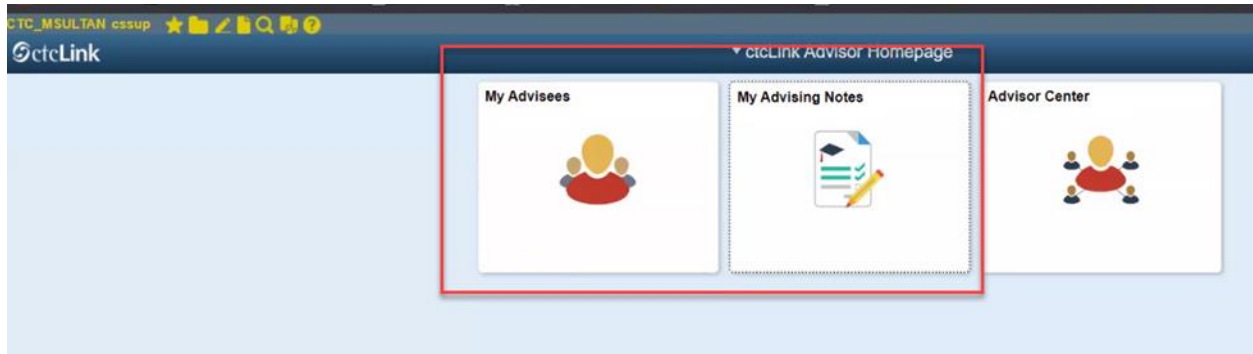 CTC_MSULTAN cssup
ctcLink
ctcLink Advisor Homepage
My Advisees
My Advising Notes
Advisor Center